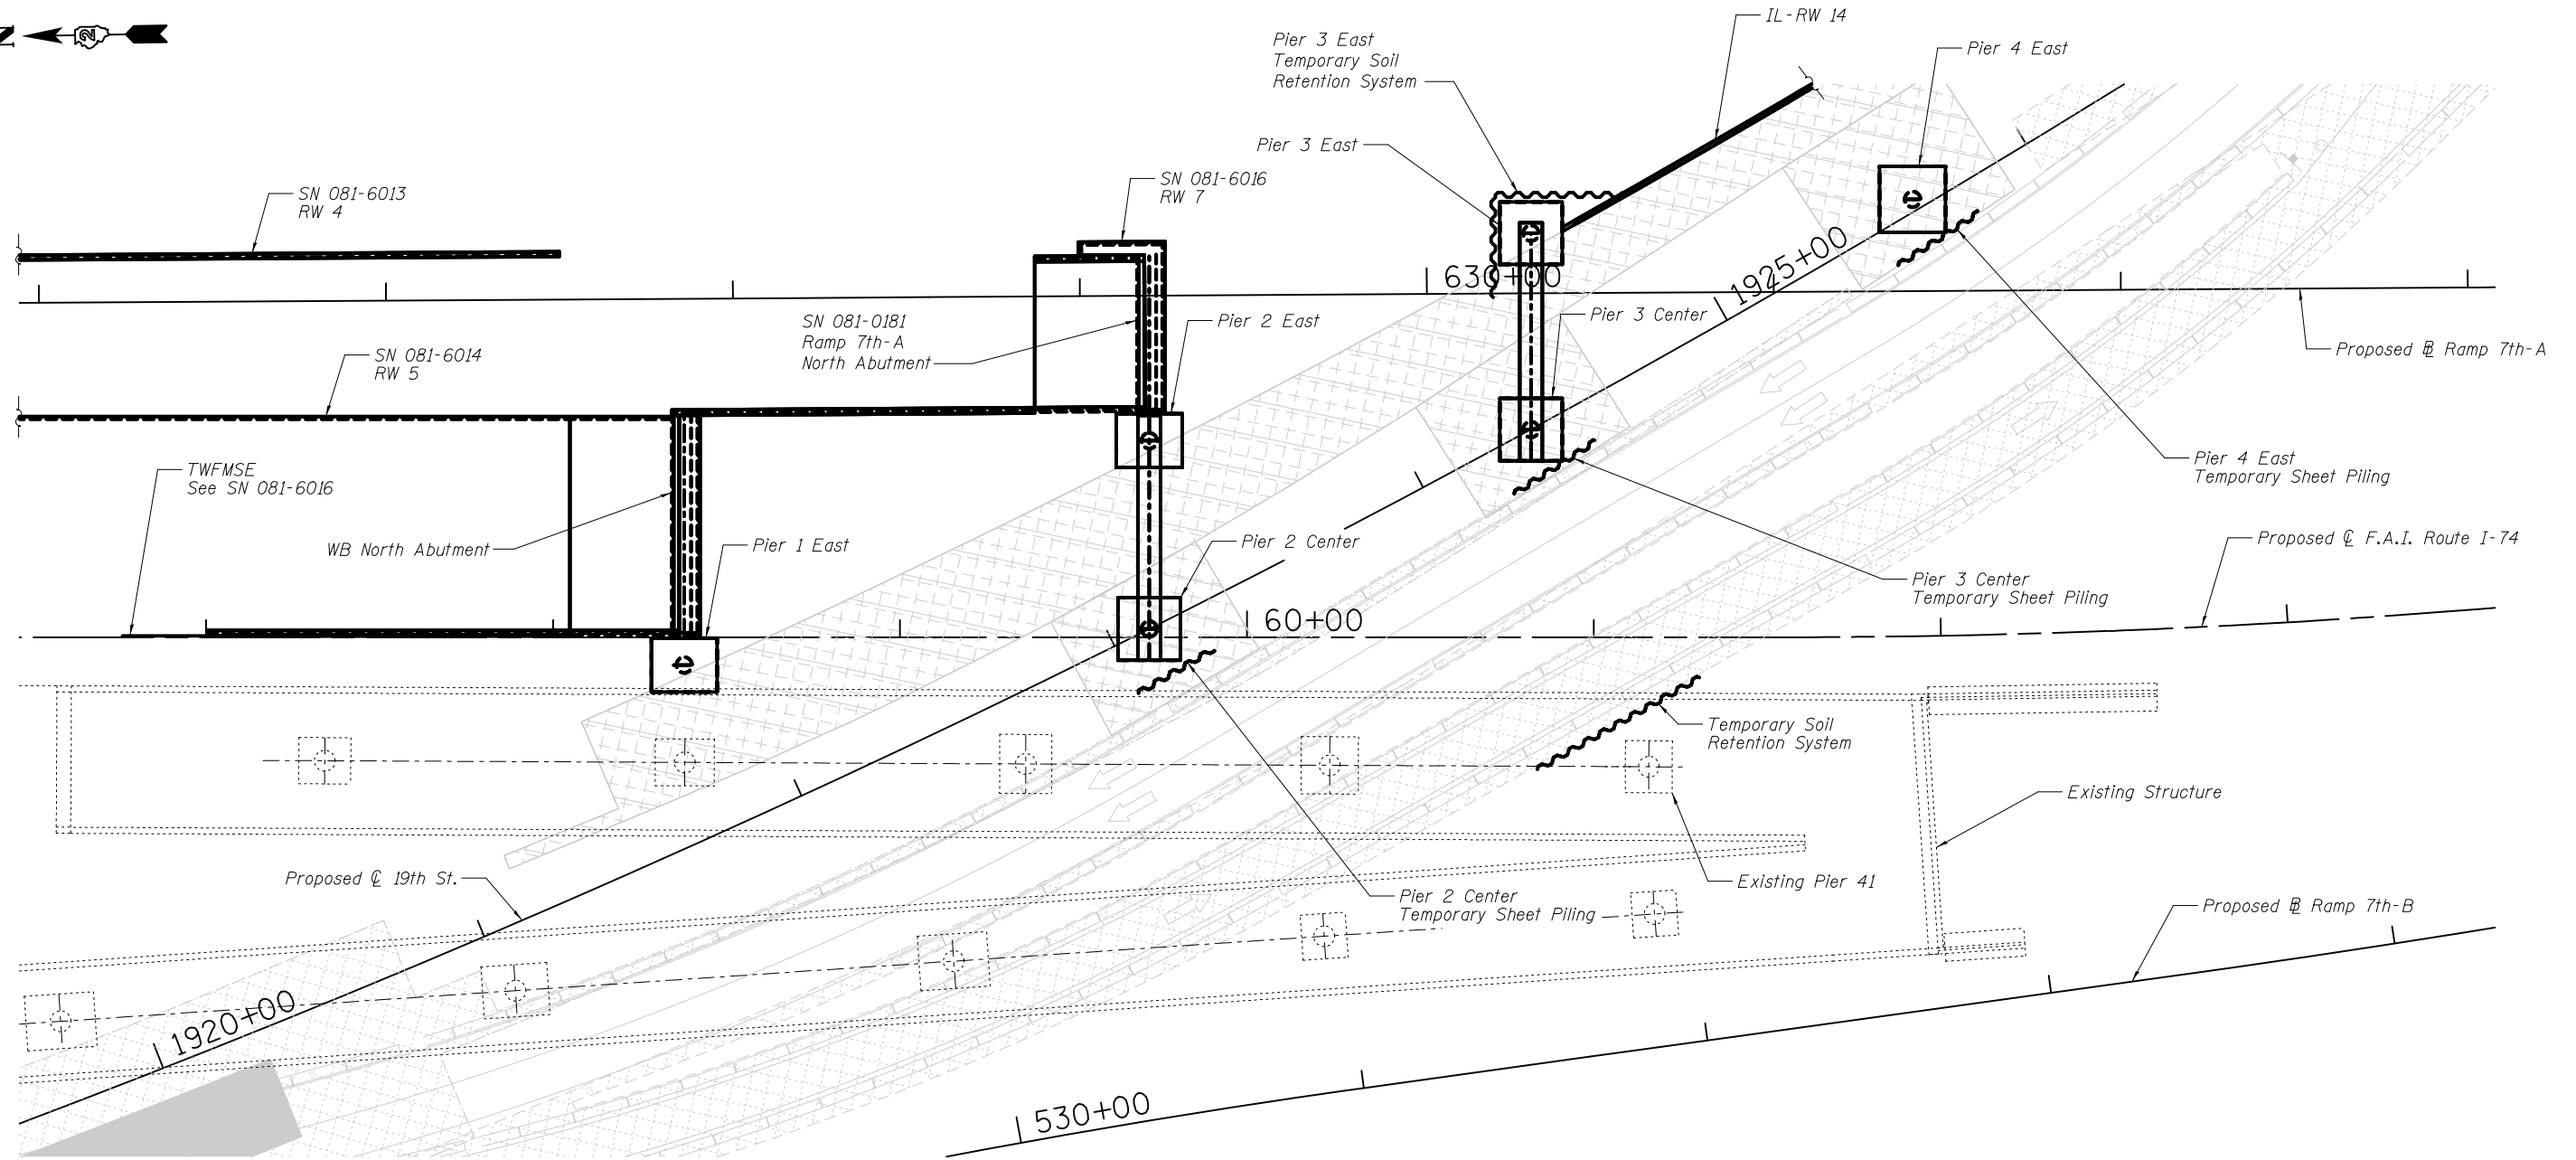 N
2
IL-RW 14
Pier 3 East
Temporary Soil
Retention System
Pier 4 East
Pier 3 East
SN 081-6013
RW 4
SN 081-6016
RW 7
630+00
1925+00
SN 081-0181
Ramp 7th-A
North Abutment
Pier 2 East
Pier 3 Center
Proposed ℄ Ramp 7th-A
SN 081-6014
RW 5
TWFMSE
See SN 081-6016
Pier 4 East
Temporary Sheet Piling
WB North Abutment
Pier 1 East
Pier 2 Center
Proposed ℄ F.A.I. Route I-74
Pier 3 Center
Temporary Sheet Piling
60+00
Temporary Soil
Retention System
Existing Structure
Proposed ℄ 19th St.
Existing Pier 41
Pier 2 Center
Temporary Sheet Piling
Proposed ℄ Ramp 7th-B
1920+00
530+00